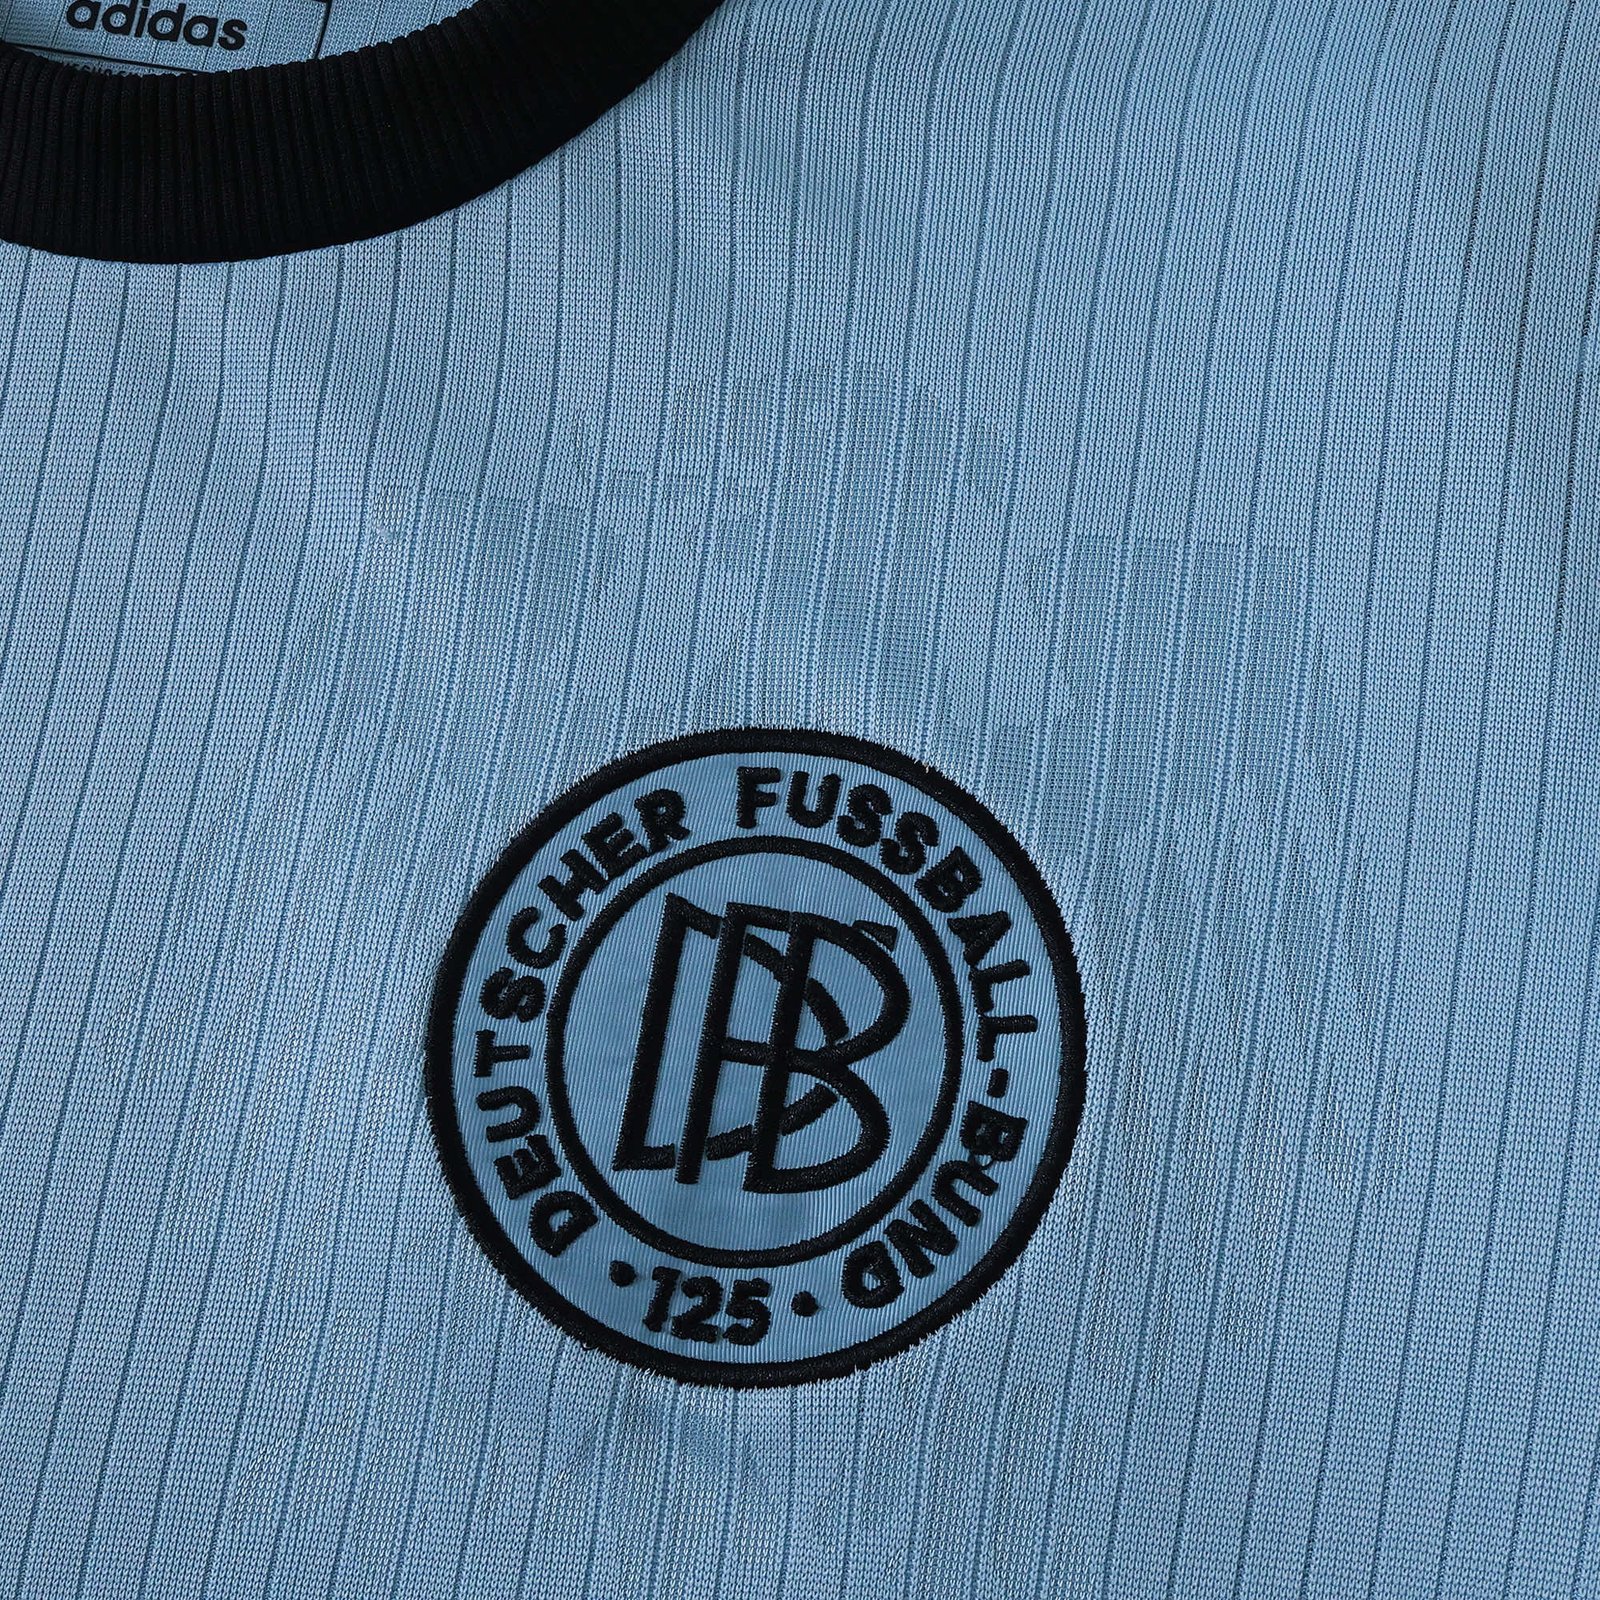 adidas
DEUTSCHER FUSSBALL-BUND
DFB
• 125 •